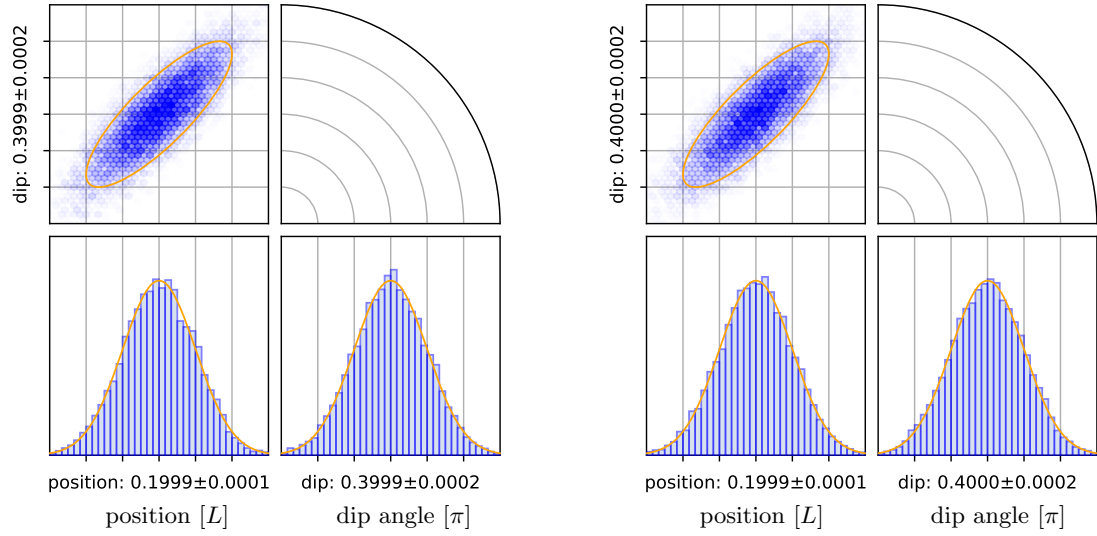 dip: 0.3999±0.0002
position: 0.1999±0.0001
dip: 0.3999±0.0002
position [L]
dip angle [π]
dip: 0.4000±0.0002
position: 0.1999±0.0001
dip: 0.4000±0.0002
position [L]
dip angle [π]